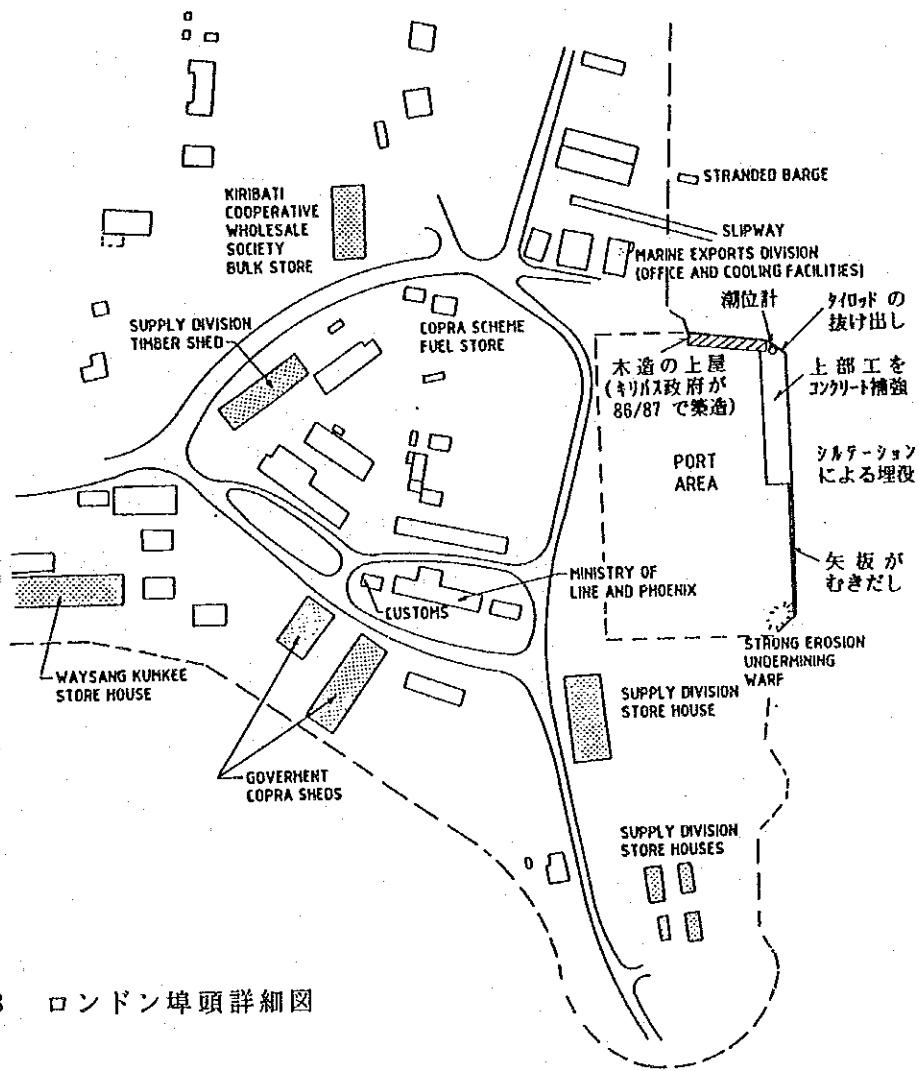 STRANDED BARGE
KIRIBATI
COOPERATIVE
WHOLESALE
SOCIETY
BULK STORE
SLIPWAY
MARINE EXPORTS DIVISION
(OFFICE AND COOLING FACILITIES)
潮位計
タイロッドの
抜け出し
SUPPLY DIVISION
TIMBER SHED
COPRA SCHEME
FUEL STORE
木造の上屋
(キリバス政府が
86/87 で築造)
上部工を
コンクリート補強
PORT
AREA
シルテーション
による埋没
矢板が
むきだし
MINISTRY OF
LINE AND PHOENIX
CUSTOMS
STRONG EROSION
UNDERMINING
WARF
WAYSANG KUMKEE
STORE HOUSE
SUPPLY DIVISION
STORE HOUSE
GOVERMENT
COPRA SHEDS
SUPPLY DIVISION
STORE HOUSES
0
3 ロンドン埠頭詳細図